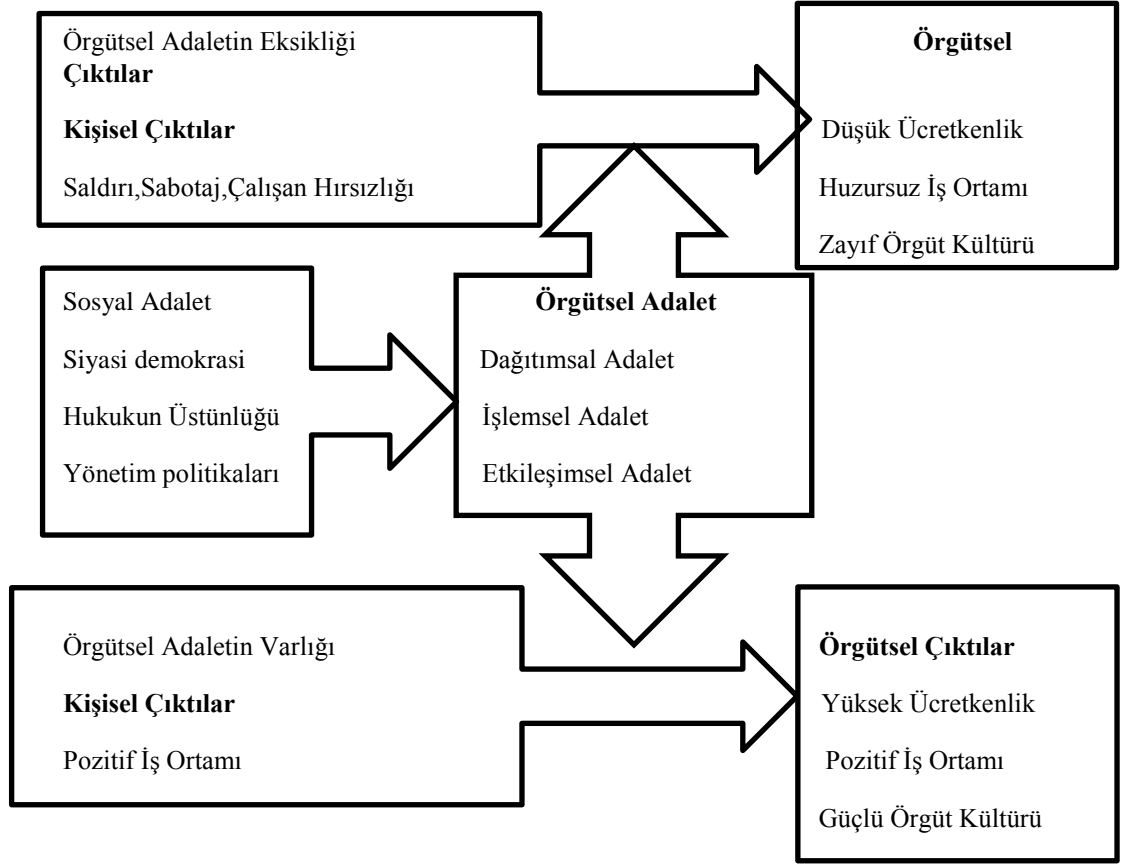 Örgütsel Adaletin Eksikliği
Çıktılar
Kişisel Çıktılar
Saldırı,Sabotaj,Çalışan Hırsızlığı
Örgütsel
Düşük Ücretkenlik
Huzursuz İş Ortamı
Zayıf Örgüt Kültürü
Sosyal Adalet
Siyasi demokrasi
Hukukun Üstünlüğü
Yönetim politikaları
Örgütsel Adalet
Dağıtımsal Adalet
İşlemsel Adalet
Etkileşimsel Adalet
Örgütsel Adaletin Varlığı
Kişisel Çıktılar
Pozitif İş Ortamı
Örgütsel Çıktılar
Yüksek Ücretkenlik
Pozitif İş Ortamı
Güçlü Örgüt Kültürü